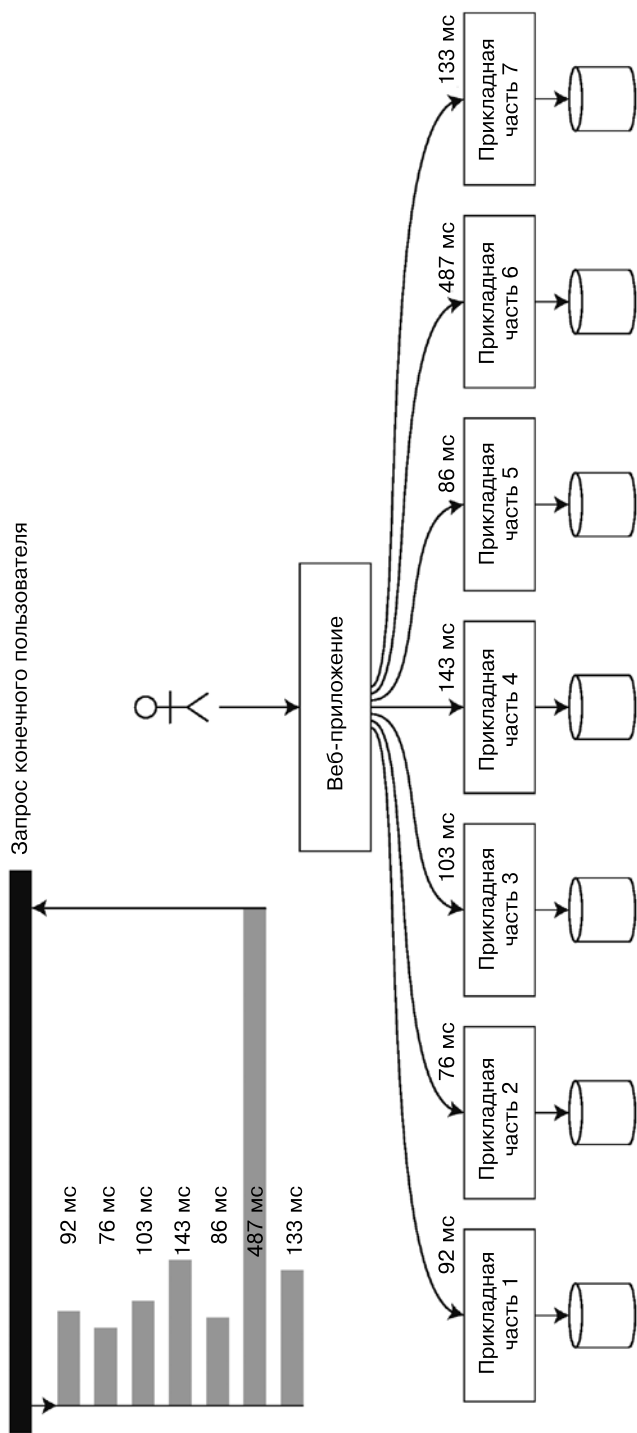 Запрос конечного пользователя
92 мс
76 мс
103 мс
143 мс
86 мс
487 мс
133 мс
Веб-приложение
92 мс
76 мс
103 мс
143 мс
86 мс
487 мс
133 мс
Прикладная
часть 1
Прикладная
часть 2
Прикладная
часть 3
Прикладная
часть 4
Прикладная
часть 5
Прикладная
часть 6
Прикладная
часть 7